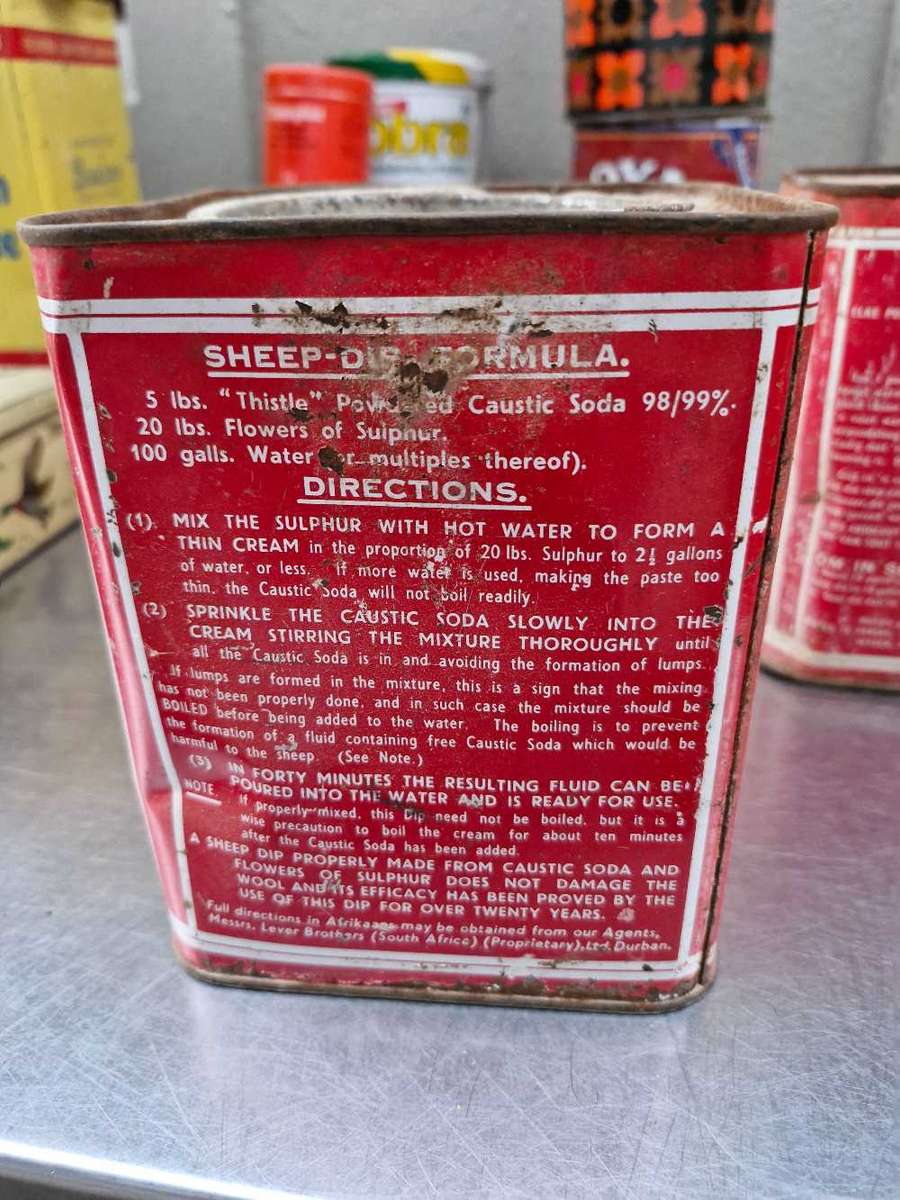 SHEEP-DIP FORMULA.
5 lbs. "Thistle" Powdered Caustic Soda 98/99%.
20 lbs. Flowers of Sulphur.
100 galls. Water or multiples thereof).
DIRECTIONS.
(1) MIX THE SULPHUR WITH HOT WATER TO FORM A
THIN CREAM in the proportion of 20 lbs. Sulphur to 2½ gallons
of water, or less. If more water is used, making the paste too
thin, the Caustic Soda will not boil readily.
(2) SPRINKLE THE CAUSTIC SODA SLOWLY INTO THE
CREAM STIRRING THE MIXTURE THOROUGHLY until
all the Caustic Soda is in and avoiding the formation of lumps.
If lumps are formed in the mixture, this is a sign that the mixing
has not been properly done, and in such case the mixture should be
BOILED before being added to the water. The boiling is to prevent
the formation of a fluid containing free Caustic Soda which would be
harmful to the sheep. (See Note.)
(3) IN FORTY MINUTES THE RESULTING FLUID CAN BE
POURED INTO THE WATER AND IS READY FOR USE.
NOTE If properly mixed, this Dip need not be boiled, but it is a
wise precaution to boil the cream for about ten minutes
after the Caustic Soda has been added.
A SHEEP DIP PROPERLY MADE FROM CAUSTIC SODA AND
FLOWERS OF SULPHUR DOES NOT DAMAGE THE
WOOL AND ITS EFFICACY HAS BEEN PROVED BY THE
USE OF THIS DIP FOR OVER TWENTY YEARS.
Full directions in Afrikaans may be obtained from our Agents,
Messrs. Lever Brothers (South Africa) (Proprietary), Ltd. Durban.
obra